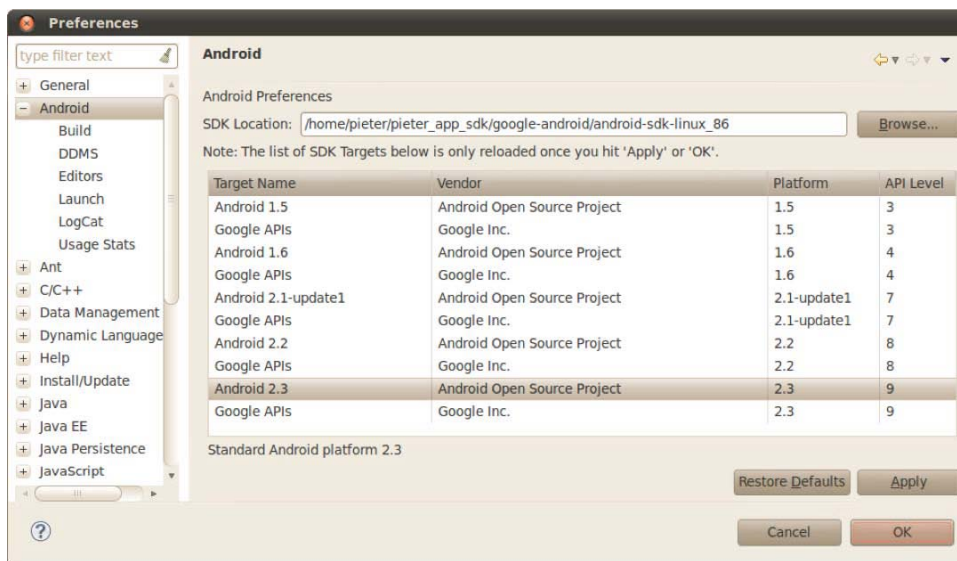 Preferences
type filter text
General
Android
Build
DDMS
Editors
Launch
LogCat
Usage Stats
Ant
C/C++
Data Management
Dynamic Language
Help
Install/Update
Java
Java EE
Java Persistence
JavaScript
Android
Android Preferences
SDK Location: /home/pieter/pieter_app_sdk/google-android/android-sdk-linux_86 Browse...
Note: The list of SDK Targets below is only reloaded once you hit 'Apply' or 'OK'.
Target Name Vendor Platform API Level
Android 1.5 Android Open Source Project 1.5 3
Google APIs Google Inc. 1.5 3
Android 1.6 Android Open Source Project 1.6 4
Google APIs Google Inc. 1.6 4
Android 2.1-update1 Android Open Source Project 2.1-update1 7
Google APIs Google Inc. 2.1-update1 7
Android 2.2 Android Open Source Project 2.2 8
Google APIs Google Inc. 2.2 8
Android 2.3 Android Open Source Project 2.3 9
Google APIs Google Inc. 2.3 9
Standard Android platform 2.3
Restore Defaults Apply
? Cancel OK